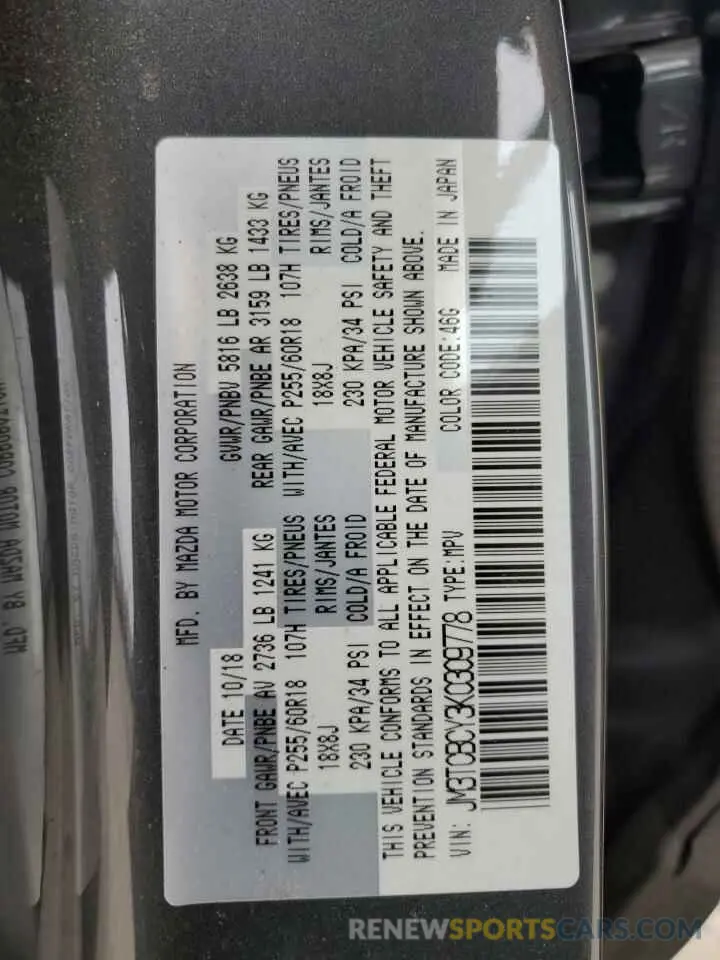 MFD. BY MAZDA MOTOR CORPORATION
DATE 10/18 GVWR/PNBV 5816 LB 2638 KG
FRONT GAWR/PNBE AV 2736 LB 1241 KG REAR GAWR/PNBE AR 3159 LB 1433 KG
WITH/AVEC P255/60R18 107H TIRES/PNEUS WITH/AVEC P255/60R18 107H TIRES/PNEUS
18X8J RIMS/JANTES 18X8J RIMS/JANTES
230 KPA/34 PSI COLD/A FROID 230 KPA/34 PSI COLD/A FROID
THIS VEHICLE CONFORMS TO ALL APPLICABLE FEDERAL MOTOR VEHICLE SAFETY AND THEFT
PREVENTION STANDARDS IN EFFECT ON THE DATE OF MANUFACTURE SHOWN ABOVE.
VIN: JM3TCBCY3K0309778 TYPE:MPV COLOR CODE:46G MADE IN JAPAN
MFD. BY MAZDA MOTOR
RENEWSPORTSCARS.COM